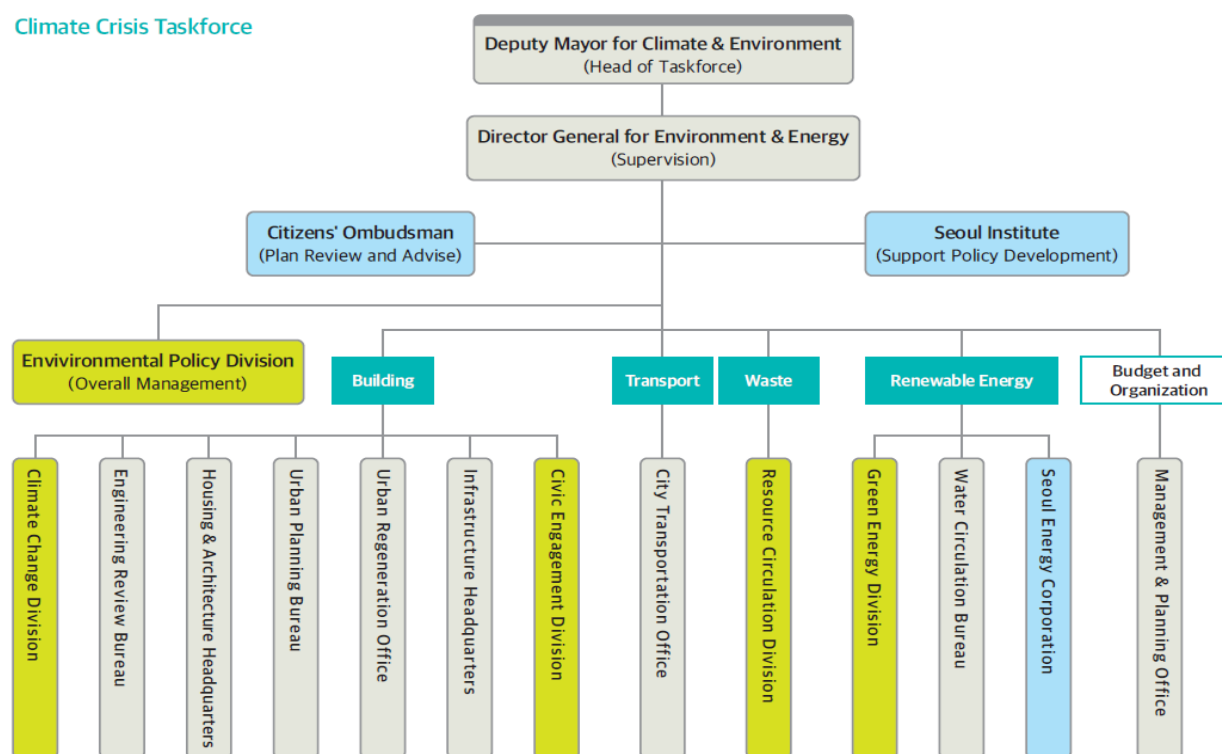 Climate Crisis Taskforce
Deputy Mayor for Climate & Environment
(Head of Taskforce)
Director General for Environment & Energy
(Supervision)
Citizens' Ombudsman
(Plan Review and Advise)
Seoul Institute
(Support Policy Development)
Envivironmental Policy Division
(Overall Management)
Building
Transport
Waste
Renewable Energy
Budget and
Organization
Climate Change Division
Engineering Review Bureau
Housing & Architecture Headquarters
Urban Planning Bureau
Urban Regeneration Office
Infrastructure Headquarters
Civic Engagement Division
City Transportation Office
Resource Circulation Division
Green Energy Division
Water Circulation Bureau
Seoul Energy Corporation
Management & Planning Office